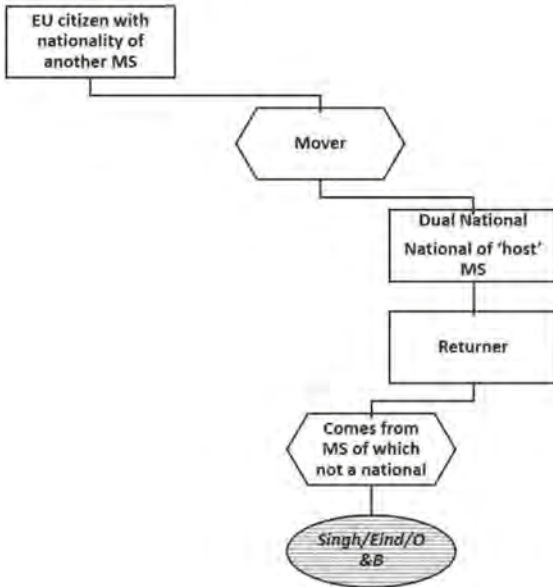 EU citizen with
nationality of
another MS
Mover
Dual National
National of 'host'
MS
Returner
Comes from
MS of which
not a national
Singh/Eind/O
&B